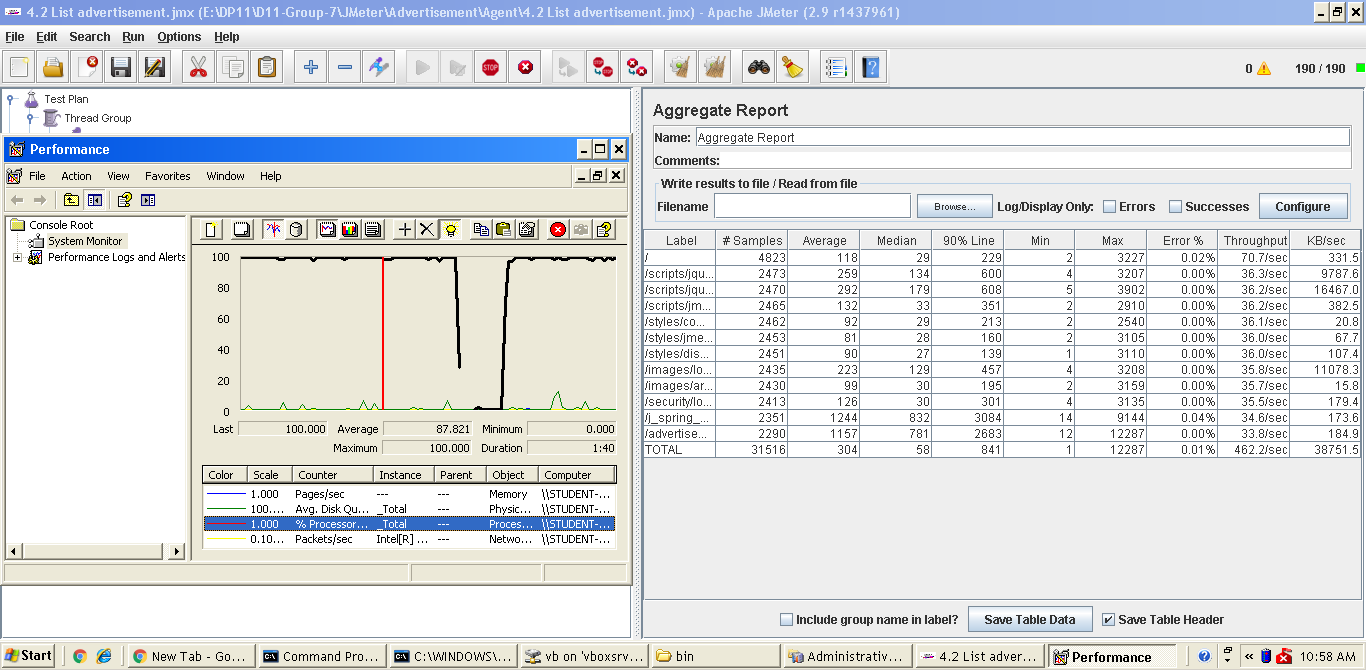 4.2 List advertisement.jmx (E:\DP11\D11-Group-7\JMeter\Advertisement\Agent\4.2 List advertisement.jmx) - Apache JMeter (2.9 r1437961)
File Edit Search Run Options Help
STOP
0 190 / 190
Test Plan
Thread Group
Performance
File Action View Favorites Window Help
Console Root
System Monitor
Performance Logs and Alerts
100
80
60
40
20
0
Last 100.000 Average 87.821 Minimum 0.000
Maximum 100.000 Duration 1:40
Color Scale Counter Instance Parent Object Computer
1.000 Pages/sec --- --- Memory \\STUDENT-...
100.... Avg. Disk Qu... _Total --- Physic... \\STUDENT-...
1.000 % Processor... _Total --- Proces... \\STUDENT-...
0.10... Packets/sec Intel[R] ... --- Netwo... \\STUDENT-...
Aggregate Report
Name: Aggregate Report
Comments:
Write results to file / Read from file
Filename Browse... Log/Display Only: Errors Successes Configure
Label # Samples Average Median 90% Line Min Max Error % Throughput KB/sec
/ 4823 118 29 229 2 3227 0.02% 70.7/sec 331.5
/scripts/jqu... 2473 259 134 600 4 3207 0.00% 36.3/sec 9787.6
/scripts/jqu... 2470 292 179 608 5 3902 0.00% 36.2/sec 16467.0
/scripts/jm... 2465 132 33 351 2 2910 0.00% 36.2/sec 382.5
/styles/co... 2462 92 29 213 2 2540 0.00% 36.1/sec 20.8
/styles/jme... 2453 81 28 160 2 3105 0.00% 36.0/sec 67.7
/styles/dis... 2451 90 27 139 1 3110 0.00% 36.0/sec 107.4
/images/lo... 2435 223 129 457 4 3208 0.00% 35.8/sec 11078.3
/images/ar... 2430 99 30 195 2 3159 0.00% 35.7/sec 15.8
/security/lo... 2413 126 30 301 4 3135 0.00% 35.5/sec 179.4
/j_spring_... 2351 1244 832 3084 14 9144 0.04% 34.6/sec 173.6
/advertise... 2290 1157 781 2683 12 12287 0.00% 33.8/sec 184.9
TOTAL 31516 304 58 841 1 12287 0.01% 462.2/sec 38751.5
Include group name in label? Save Table Data Save Table Header
Start New Tab - Go... Command Pro... C:\WINDOWS\... vb on 'vboxsrv... bin Administrativ... 4.2 List adver... Performance 10:58 AM